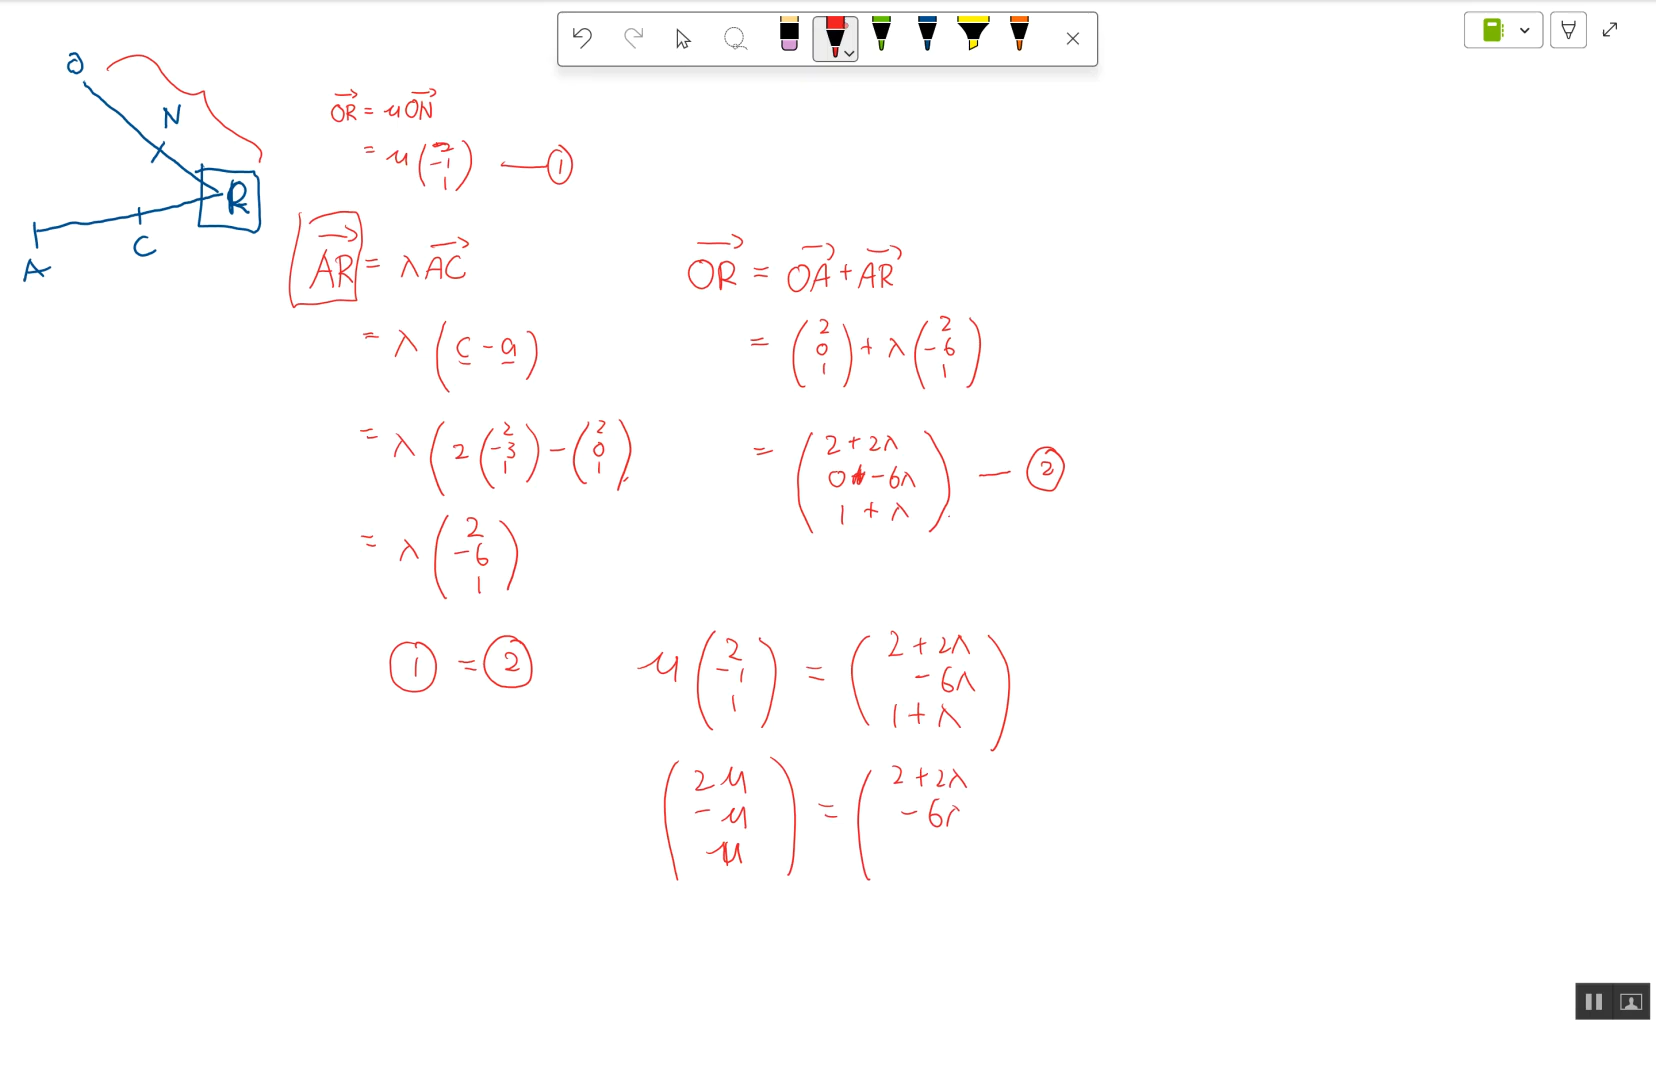 O
N
R
C
A
OR = μON
= μ(2 -1 1) — ①
AR = λAC
= λ(c - a)
= λ(2(2 -3 1) - (2 0 1))
= λ(2 -6 1)
OR = OA + AR
= (2 0 1) + λ(2 -6 1)
= (2+2λ 0-6λ 1+λ) — ②
① = ② μ(2 -1 1) = (2+2λ -6λ 1+λ)
(2μ -μ μ) = (2+2λ -6